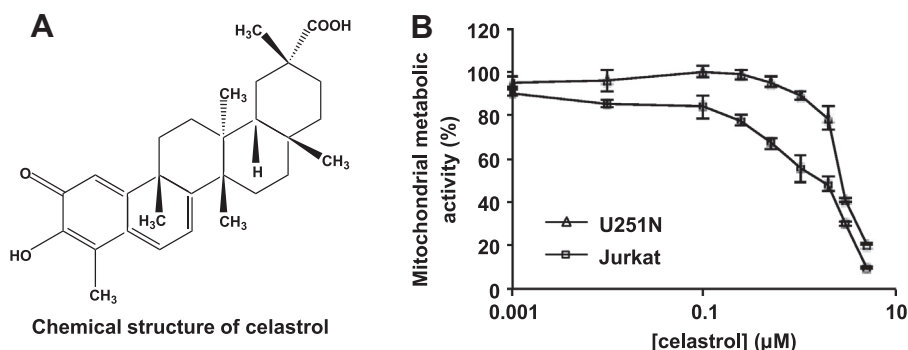 A
H₃C
COOH
CH₃
H
CH₃
O
H₃C
CH₃
HO
CH₃
Chemical structure of celastrol
B
Mitochondrial metabolic
activity (%)
120
100
80
60
40
20
0
U251N
Jurkat
0.001
0.1
10
[celastrol] (µM)